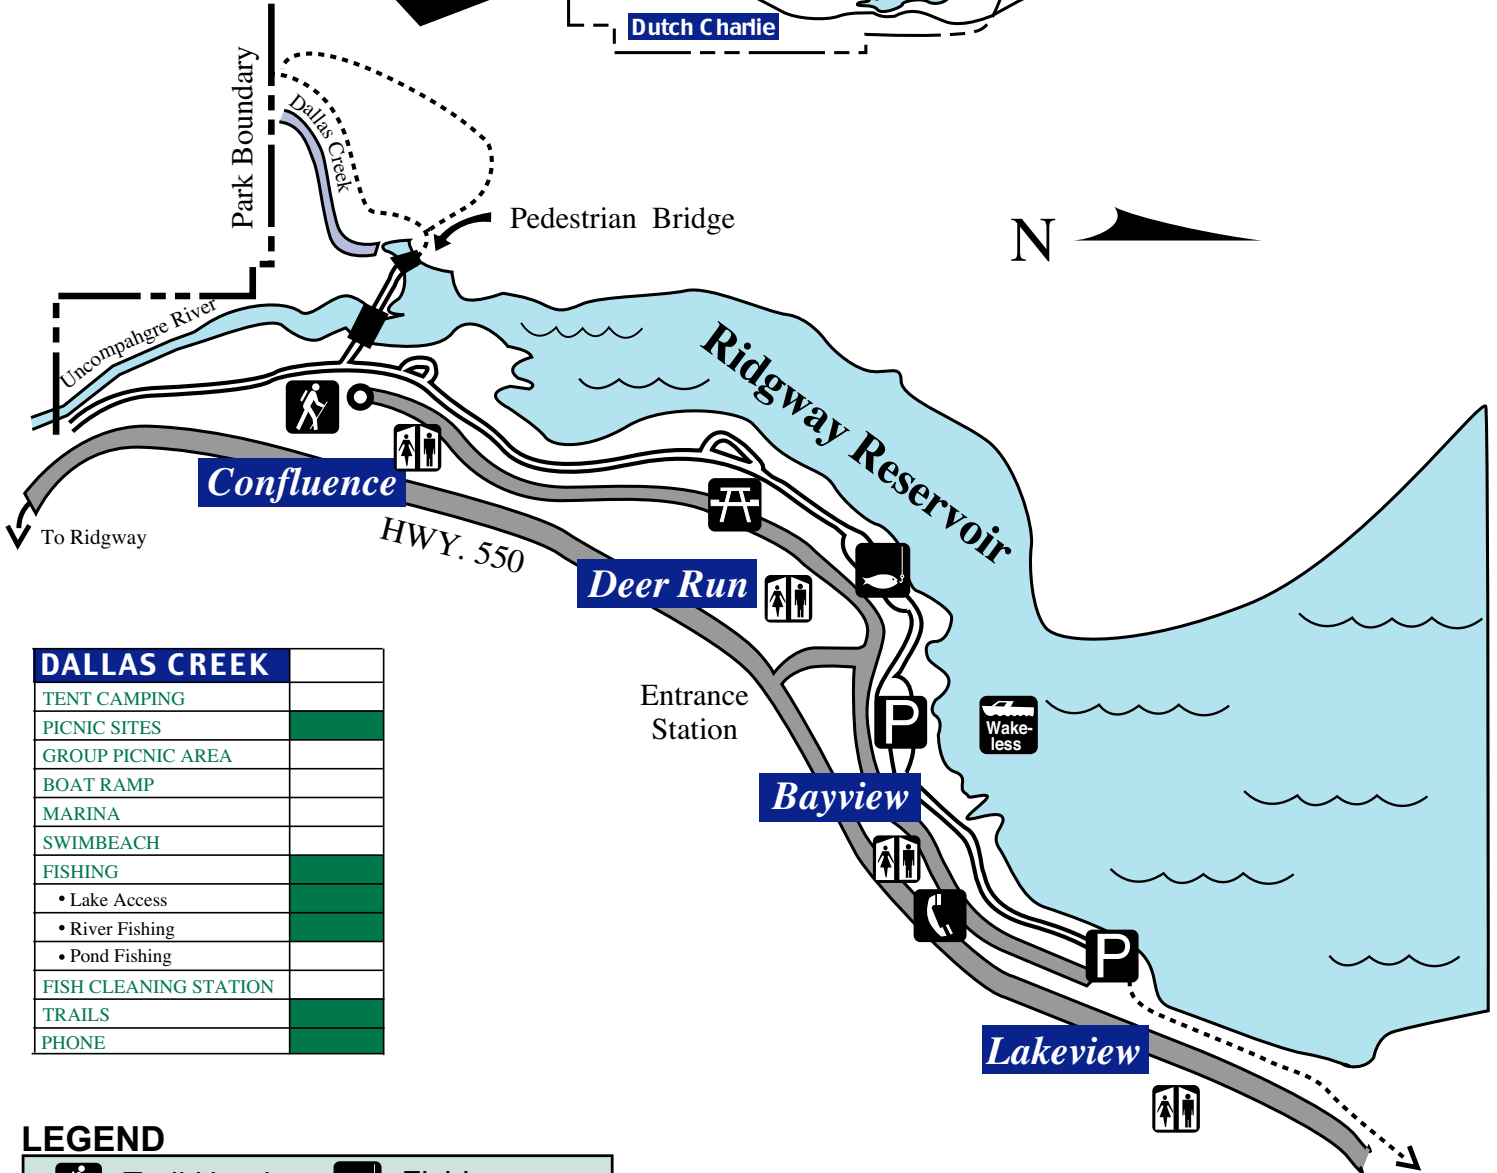 Dutch Charlie
Park Boundary
Dallas Creek
Pedestrian Bridge
N
Uncompahgre River
Ridgway Reservoir
Confluence
To Ridgway
HWY. 550
Deer Run
Entrance
Station
P
Wake-
less
Bayview
P
Lakeview
DALLAS CREEK
TENT CAMPING
PICNIC SITES
GROUP PICNIC AREA
BOAT RAMP
MARINA
SWIMBEACH
FISHING
• Lake Access
• River Fishing
• Pond Fishing
FISH CLEANING STATION
TRAILS
PHONE
LEGEND